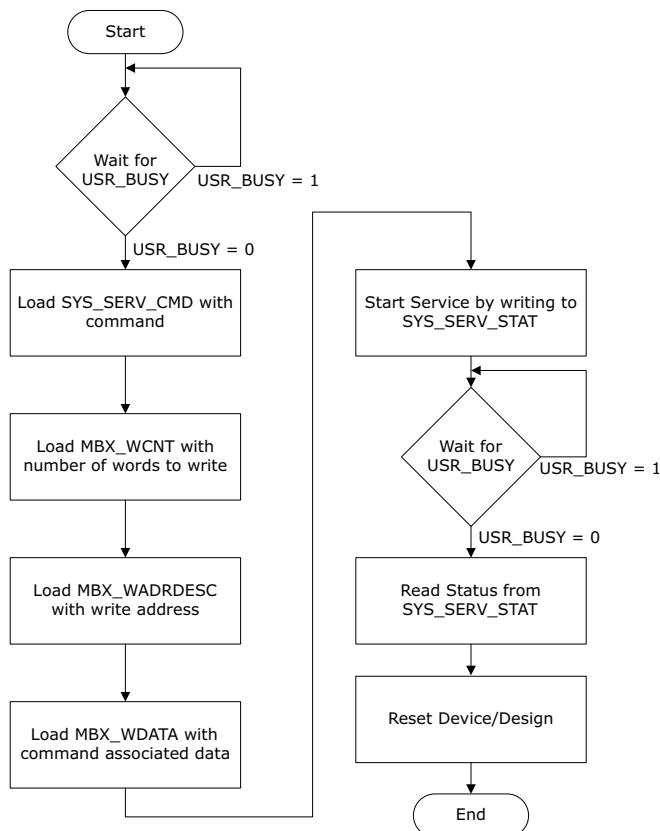 Start
Wait for
USR_BUSY
USR_BUSY = 1
USR_BUSY = 0
Load SYS_SERV_CMD with
command
Load MBX_WCNT with
number of words to write
Load MBX_WADRDESC
with write address
Load MBX_WDATA with
command associated data
Start Service by writing to
SYS_SERV_STAT
Wait for
USR_BUSY
USR_BUSY = 1
USR_BUSY = 0
Read Status from
SYS_SERV_STAT
Reset Device/Design
End